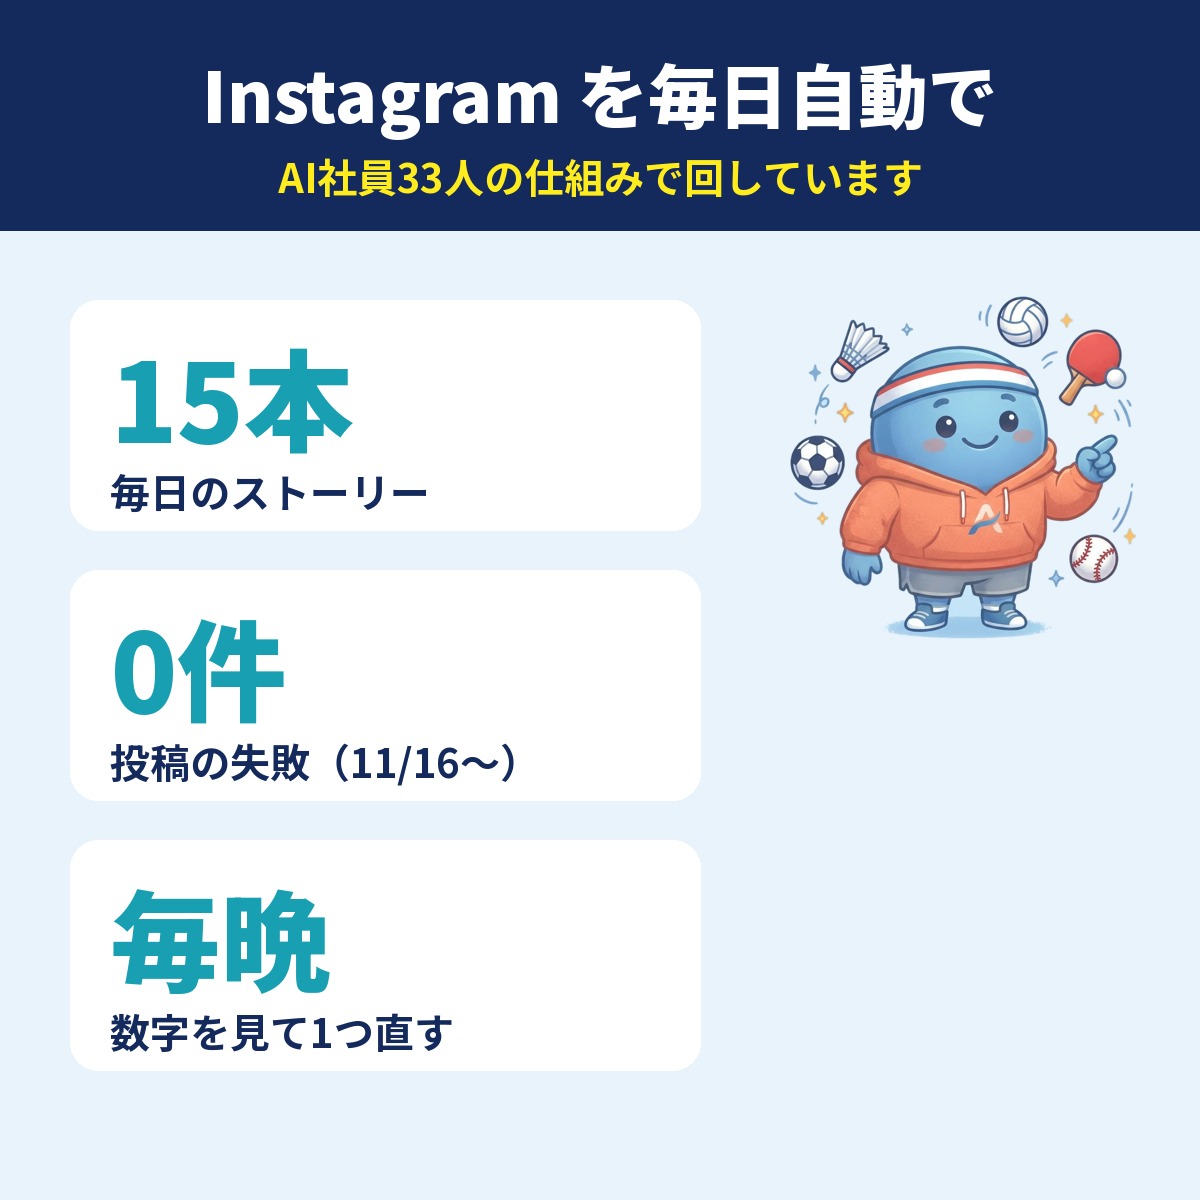 Instagram を毎日自動で
AI社員33人の仕組みで回しています
15本
毎日のストーリー
0件
投稿の失敗（11/16〜）
毎晩
数字を見て1つ直す